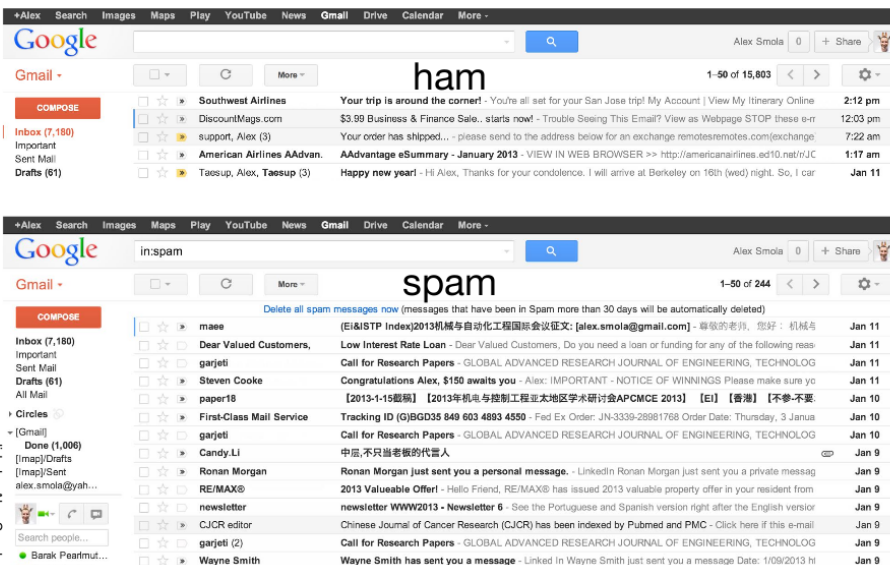 +Alex Search Images Maps Play YouTube News Gmail Drive Calendar More
Google Alex Smola 0 + Share
Gmail More ham 1–50 of 15,803
COMPOSE
Southwest Airlines Your trip is around the corner! - You're all set for your San Jose trip! My Account | View My Itinerary Online 2:12 pm
DiscountMags.com $3.99 Business & Finance Sale.. starts now! - Trouble Seeing This Email? View as Webpage STOP these e-m 12:03 pm
Inbox (7,180) support, Alex (3) Your order has shipped... - please send to the address below for an exchange remotesremotes.com(exchange) 7:22 am
Important
Sent Mail American Airlines AAdvan. AAdvantage eSummary - January 2013 - VIEW IN WEB BROWSER >> http://americanairlines.ed10.net/r/JC 1:17 am
Drafts (61) Taesup, Alex, Taesup (3) Happy new year! - Hi Alex, Thanks for your condolence. I will arrive at Berkeley on 16th (wed) night. So, I car Jan 11
+Alex Search Images Maps Play YouTube News Gmail Drive Calendar More
Google in:spam Alex Smola 0 + Share
Gmail More spam 1–50 of 244
Delete all spam messages now (messages that have been in Spam more than 30 days will be automatically deleted)
COMPOSE
maee (Ei&ISTP Index)2013机械与自动化工程国际会议征文: [alex.smola@gmail.com] - 尊敬的老师, 您好: 机械与 Jan 11
Inbox (7,180) Dear Valued Customers, Low Interest Rate Loan - Dear Valued Customers, Do you need a loan or funding for any of the following reas Jan 11
Important
Sent Mail garjeti Call for Research Papers - GLOBAL ADVANCED RESEARCH JOURNAL OF ENGINEERING, TECHNOLOG Jan 11
Drafts (61) Steven Cooke Congratulations Alex, $150 awaits you - Alex: IMPORTANT - NOTICE OF WINNINGS Please make sure yo Jan 11
All Mail paper18 【2013-1-15截稿】【2013年机电与控制工程亚太地区学术研讨会APCMCE 2013】 【EI】【香港】【不参-不要 Jan 10
Circles First-Class Mail Service Tracking ID (G)BGD35 849 603 4893 4550 - Fed Ex Order: JN-3339-28981768 Order Date: Thursday, 3 Janua Jan 10
[Gmail] garjeti Call for Research Papers - GLOBAL ADVANCED RESEARCH JOURNAL OF ENGINEERING, TECHNOLOG Jan 10
Done (1,006) Candy.Li 中层,不只当老板的代言人 Jan 9
[Imap]/Drafts
[Imap]/Sent Ronan Morgan Ronan Morgan just sent you a personal message. - LinkedIn Ronan Morgan just sent you a private messag Jan 9
alex.smola@yah... RE/MAX® 2013 Valueable Offer! - Hello Friend, RE/MAX® has issued 2013 valuable property offer in your resident from Jan 9
newsletter newsletter WWW2013 - Newsletter 6 - See the Portuguese and Spanish version right after the English version Jan 9
CJCR editor Chinese Journal of Cancer Research (CJCR) has been indexed by Pubmed and PMC - Click here if this e-mail Jan 9
Search people... garjeti (2) Call for Research Papers - GLOBAL ADVANCED RESEARCH JOURNAL OF ENGINEERING, TECHNOLOG Jan 9
Barak Pearlmut... Wayne Smith Wayne Smith has sent you a message - Linked In Wayne Smith just sent you a message Date: 1/09/2013 ht Jan 9